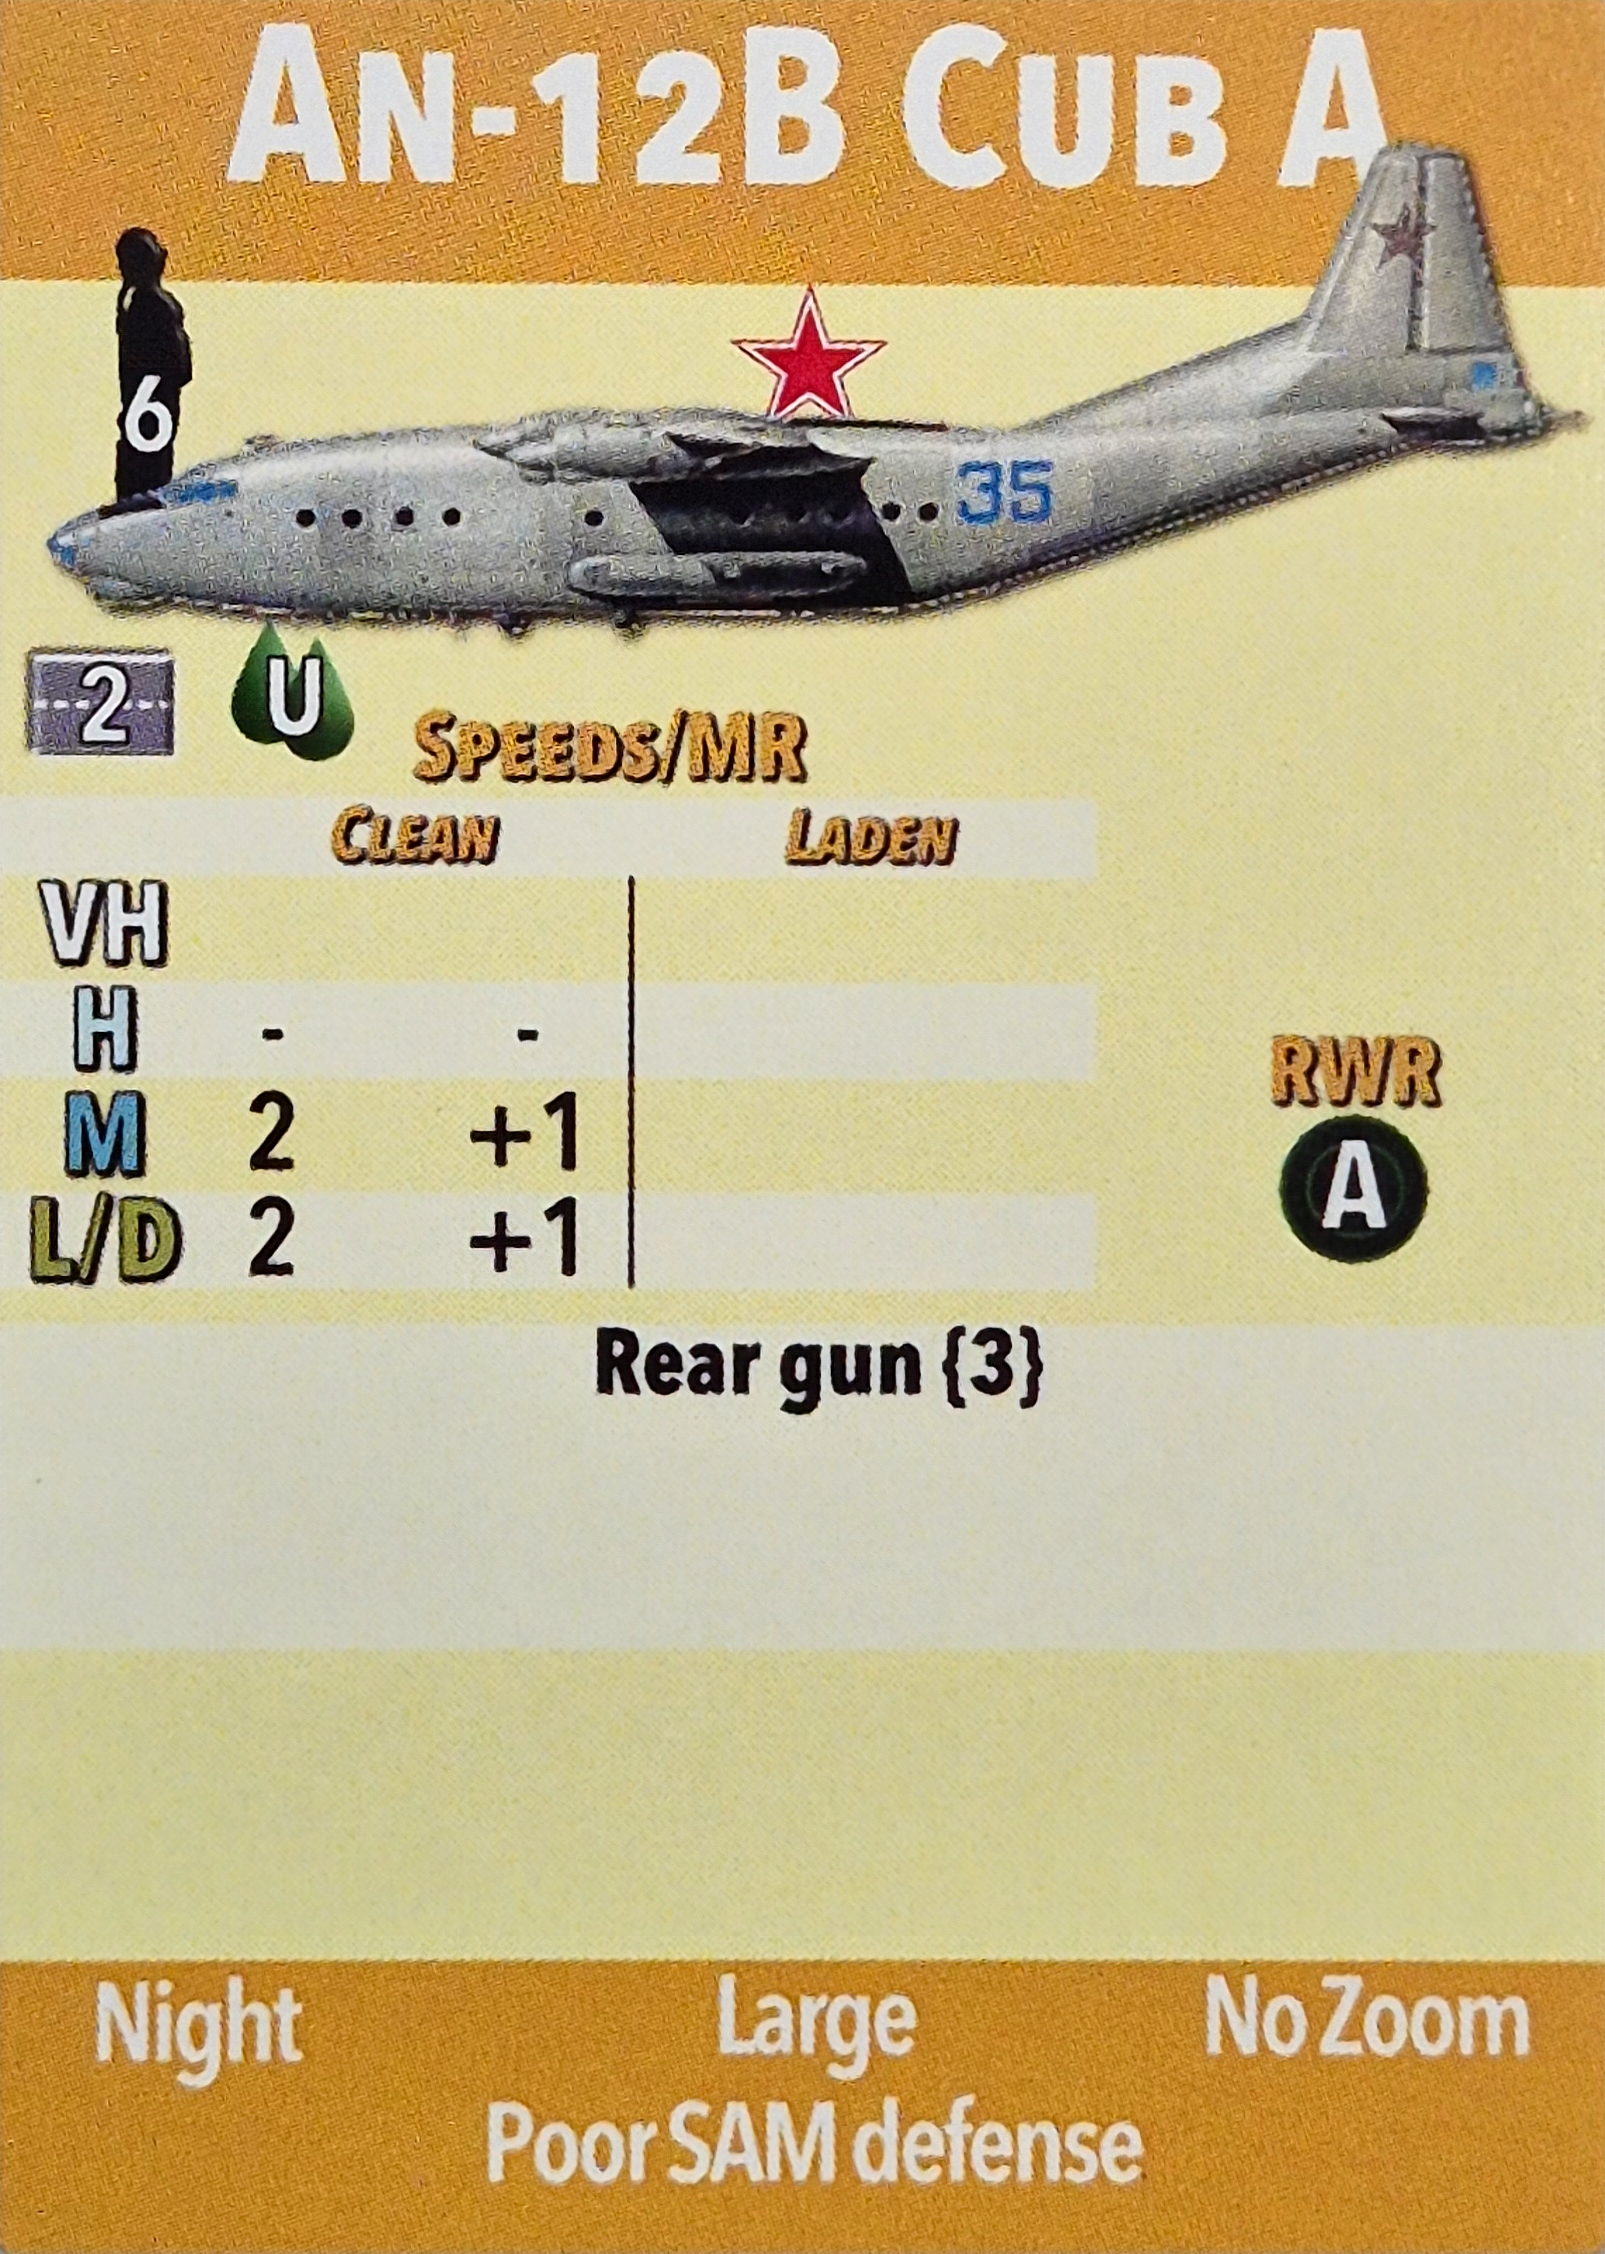 AN-12B CUB A
6
35
2 U
SPEEDS/MR
CLEAN LADEN
VH
H - -
M 2 +1
L/D 2 +1
RWR
A
Rear gun {3}
Night Large No Zoom
Poor SAM defense